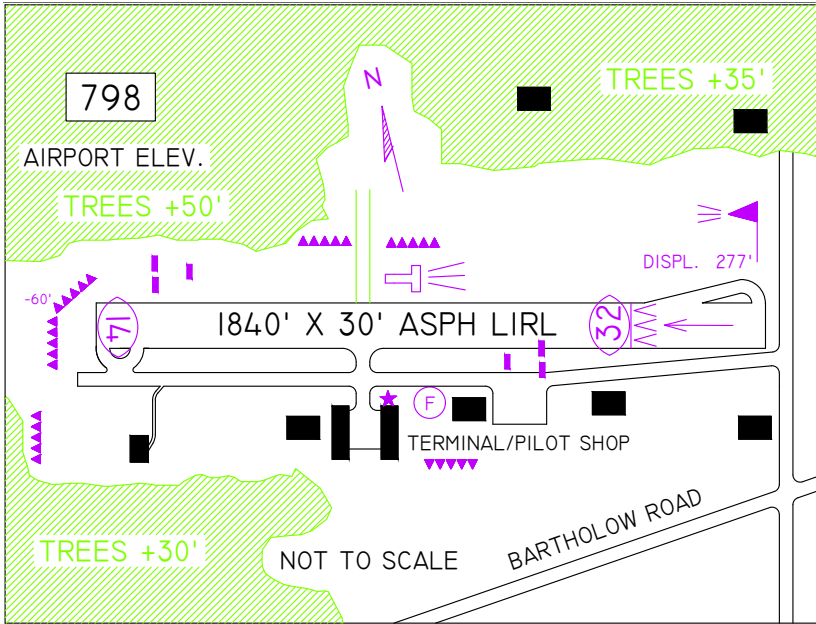 798
N
TREES +35'
AIRPORT ELEV.
TREES +50'
DISPL. 277'
-60'
14
1840' X 30' ASPH LIRL
32
F
TERMINAL/PILOT SHOP
TREES +30'
NOT TO SCALE
BARTHOLOW ROAD